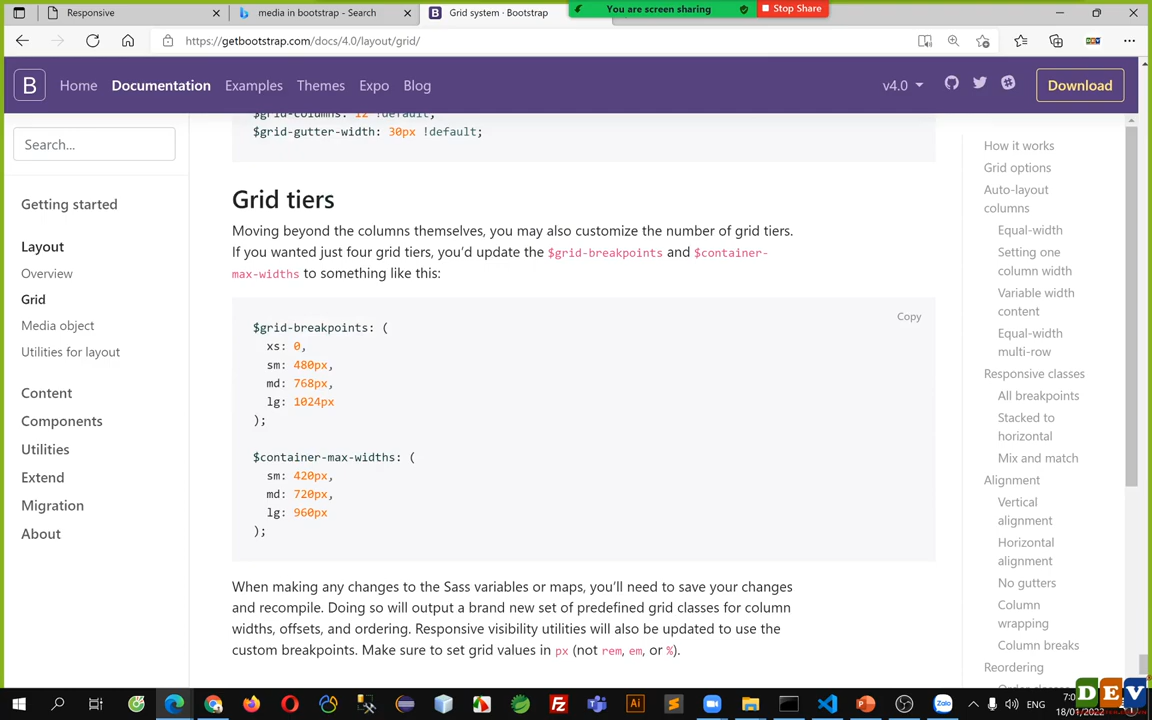 Responsive
media in bootstrap - Search
Grid system · Bootstrap
You are screen sharing
Stop Share
https://getbootstrap.com/docs/4.0/layout/grid/
B
Home
Documentation
Examples
Themes
Expo
Blog
v4.0
Download
Search...
Getting started
Layout
Overview
Grid
Media object
Utilities for layout
Content
Components
Utilities
Extend
Migration
About
$grid-columns: 12 !default;
$grid-gutter-width: 30px !default;
Grid tiers
Moving beyond the columns themselves, you may also customize the number of grid tiers.
If you wanted just four grid tiers, you’d update the $grid-breakpoints and $container-
max-widths to something like this:
Copy
$grid-breakpoints: (
xs: 0,
sm: 480px,
md: 768px,
lg: 1024px
);
$container-max-widths: (
sm: 420px,
md: 720px,
lg: 960px
);
When making any changes to the Sass variables or maps, you’ll need to save your changes
and recompile. Doing so will output a brand new set of predefined grid classes for column
widths, offsets, and ordering. Responsive visibility utilities will also be updated to use the
custom breakpoints. Make sure to set grid values in px (not rem, em, or %).
How it works
Grid options
Auto-layout
columns
Equal-width
Setting one
column width
Variable width
content
Equal-width
multi-row
Responsive classes
All breakpoints
Stacked to
horizontal
Mix and match
Alignment
Vertical
alignment
Horizontal
alignment
No gutters
Column
wrapping
Column breaks
Reordering
ENG
18/01/2022
DEV